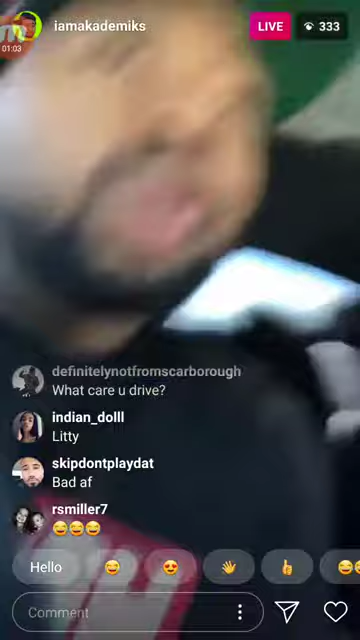 iamakademiks
LIVE
333
01:03
definitelynotfromscarborough
What care u drive?
indian_dolll
Litty
skipdontplaydat
Bad af
rsmiller7
😂😂😂
Hello
Comment